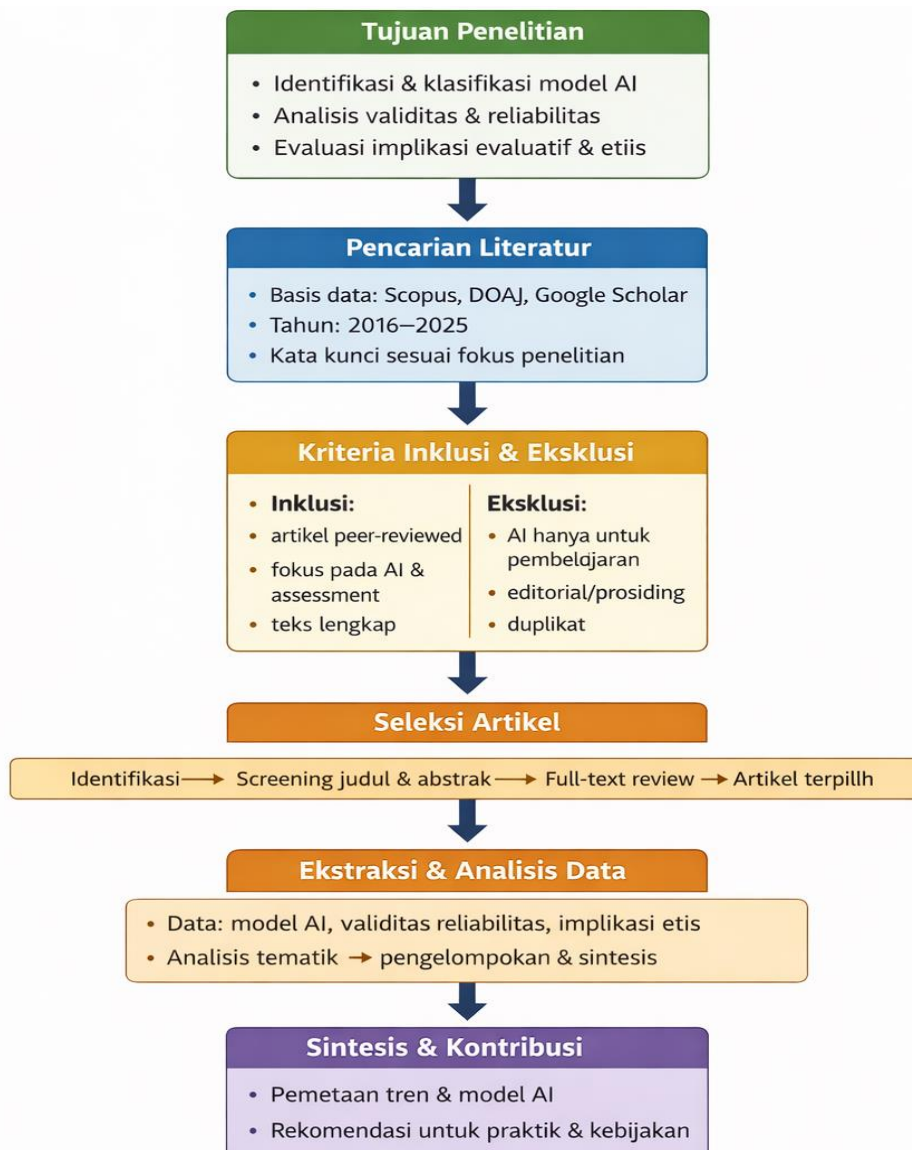 Tujuan Penelitian
• Identifikasi & klasifikasi model AI
• Analisis validitas & reliabilitas
• Evaluasi implikasi evaluatif & etiis
Pencarian Literatur
• Basis data: Scopus, DOAJ, Google Scholar
• Tahun: 2016–2025
• Kata kunci sesuai fokus penelitian
Kriteria Inklusi & Eksklusi
• Inklusi:
• artikel peer-reviewed
• fokus pada AI &
assessment
• teks lengkap
Eksklusi:
• AI hanya untuk
pembelajaran
• editorial/prosiding
• duplikat
Seleksi Artikel
Identifikasi → Screening judul & abstrak → Full-text review → Artikel terpillh
Ekstraksi & Analisis Data
• Data: model AI, validitas reliabilitas, implikasi etis
• Analisis tematik → pengelompokan & sintesis
Sintesis & Kontribusi
• Pemetaan tren & model AI
• Rekomendasi untuk praktik & kebijakan